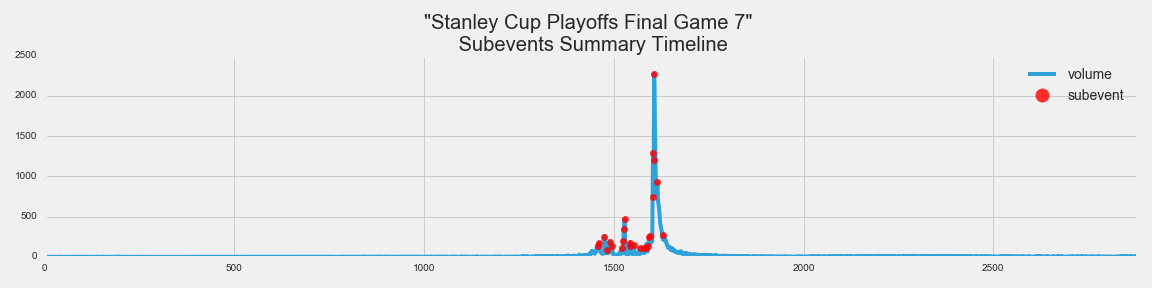 "Stanley Cup Playoffs Final Game 7"
Subevents Summary Timeline
2500
volume
subevent
2000
1500
1000
500
0
0 500 1000 1500 2000 2500